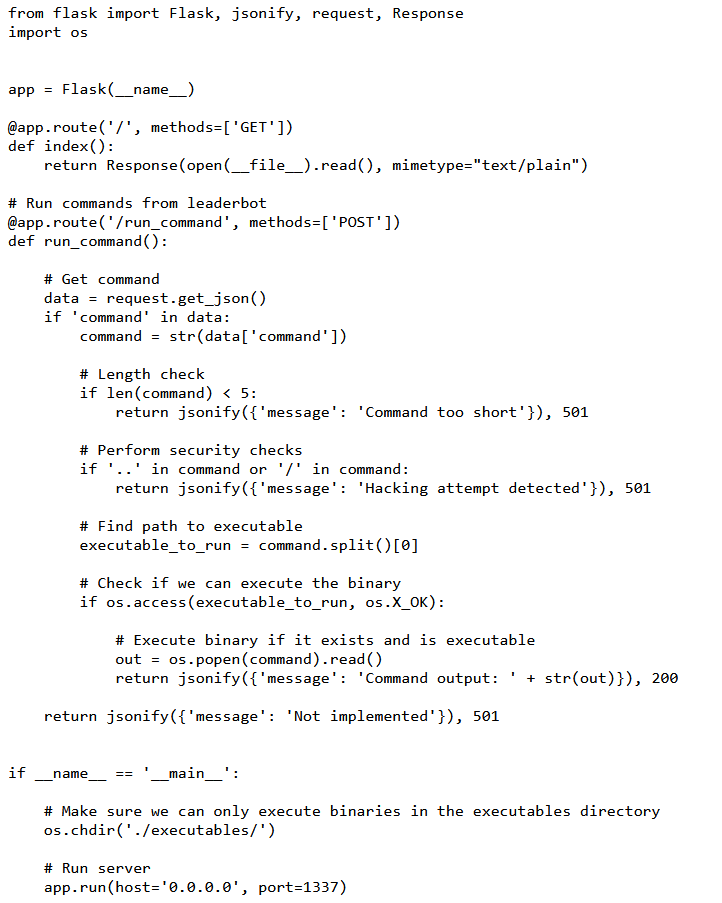 from flask import Flask, jsonify, request, Response
import os
app = Flask(__name__)
@app.route('/', methods=['GET'])
def index():
    return Response(open(__file__).read(), mimetype="text/plain")
# Run commands from leaderbot
@app.route('/run_command', methods=['POST'])
def run_command():
    # Get command
    data = request.get_json()
    if 'command' in data:
        command = str(data['command'])
        # Length check
        if len(command) < 5:
            return jsonify({'message': 'Command too short'}), 501
        # Perform security checks
        if '..' in command or '/' in command:
            return jsonify({'message': 'Hacking attempt detected'}), 501
        # Find path to executable
        executable_to_run = command.split()[0]
        # Check if we can execute the binary
        if os.access(executable_to_run, os.X_OK):
            # Execute binary if it exists and is executable
            out = os.popen(command).read()
            return jsonify({'message': 'Command output: ' + str(out)}), 200
    return jsonify({'message': 'Not implemented'}), 501
if __name__ == '__main__':
    # Make sure we can only execute binaries in the executables directory
    os.chdir('./executables/')
    # Run server
    app.run(host='0.0.0.0', port=1337)